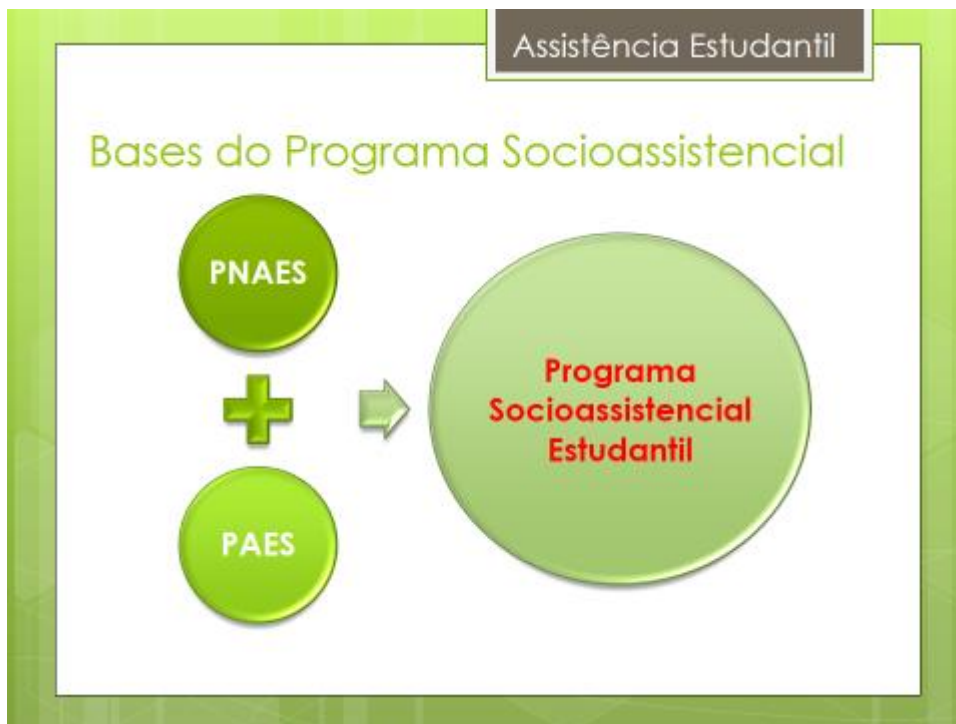 Assistência Estudantil
Bases do Programa Socioassistencial
PNAES
PAES
Programa
Socioassistencial
Estudantil